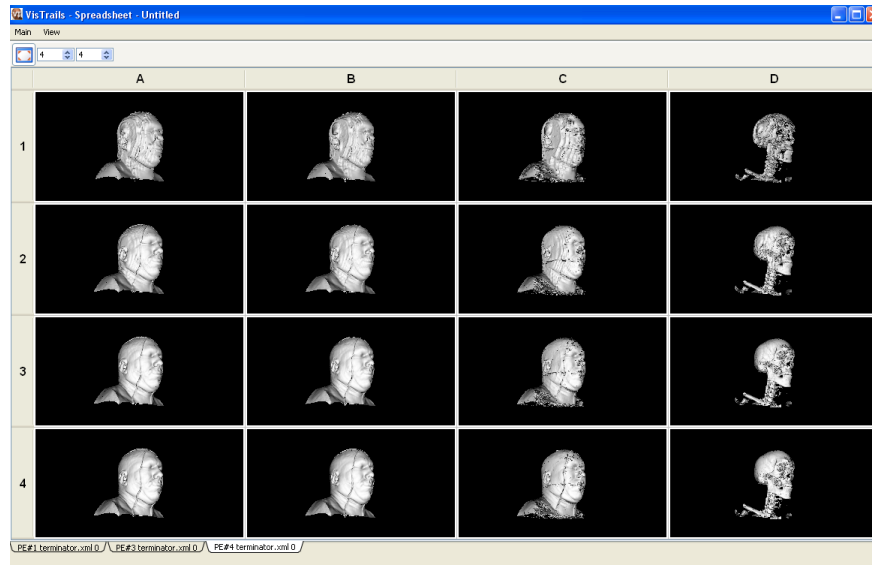 VisTrails - Spreadsheet - Untitled
Main View
4 4
A B C D
1
2
3
4
PE#1 terminator.xml 0 PE#3 terminator.xml 0 PE#4 terminator.xml 0